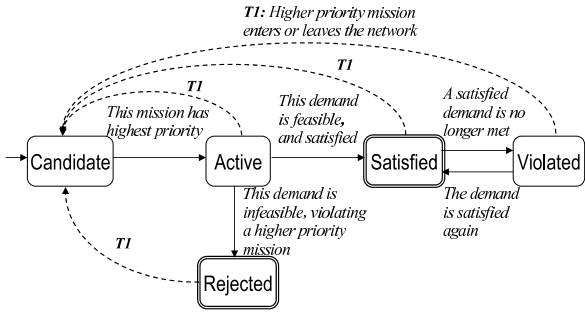 T1: Higher priority mission
enters or leaves the network
T1
T1
This mission has
highest priority
This demand
is feasible,
and satisfied
A satisfied
demand is no
longer met
Candidate
Active
Satisfied
Violated
This demand is
infeasible, violating
a higher priority
mission
The demand
is satisfied
again
T1
Rejected